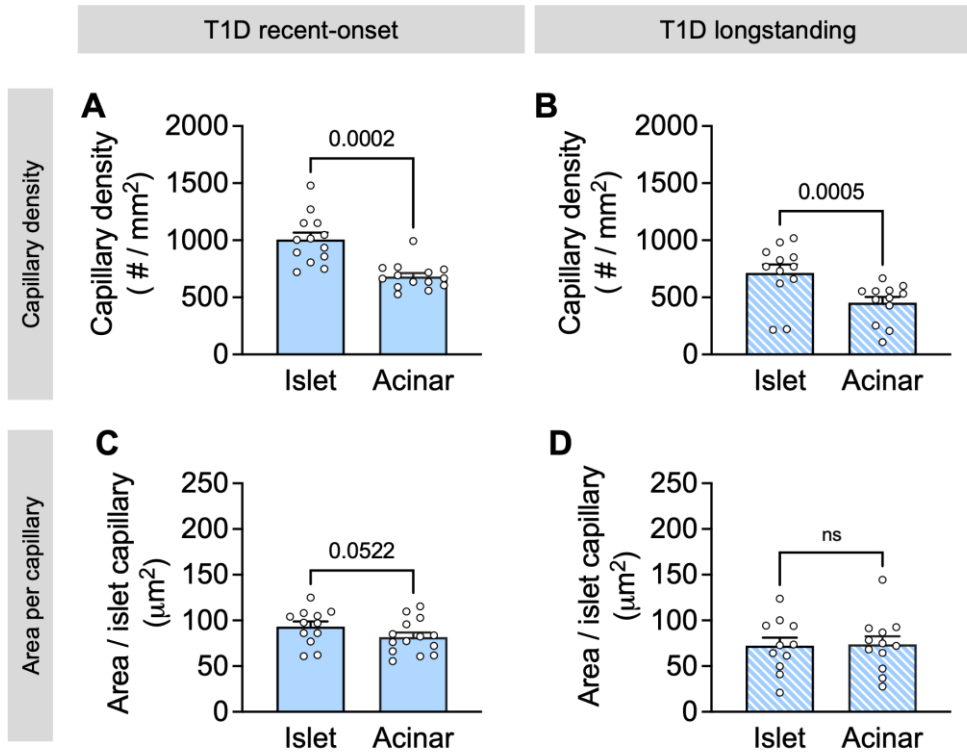 T1D recent-onset
T1D longstanding
Capillary density
A
Capillary density
( # / mm²)
2000
1500
1000
500
0
0.0002
Islet
Acinar
B
Capillary density
( # / mm²)
2000
1500
1000
500
0
0.0005
Islet
Acinar
Area per capillary
C
Area / islet capillary
(μm²)
250
200
150
100
50
0
0.0522
Islet
Acinar
D
Area / islet capillary
(μm²)
250
200
150
100
50
0
ns
Islet
Acinar